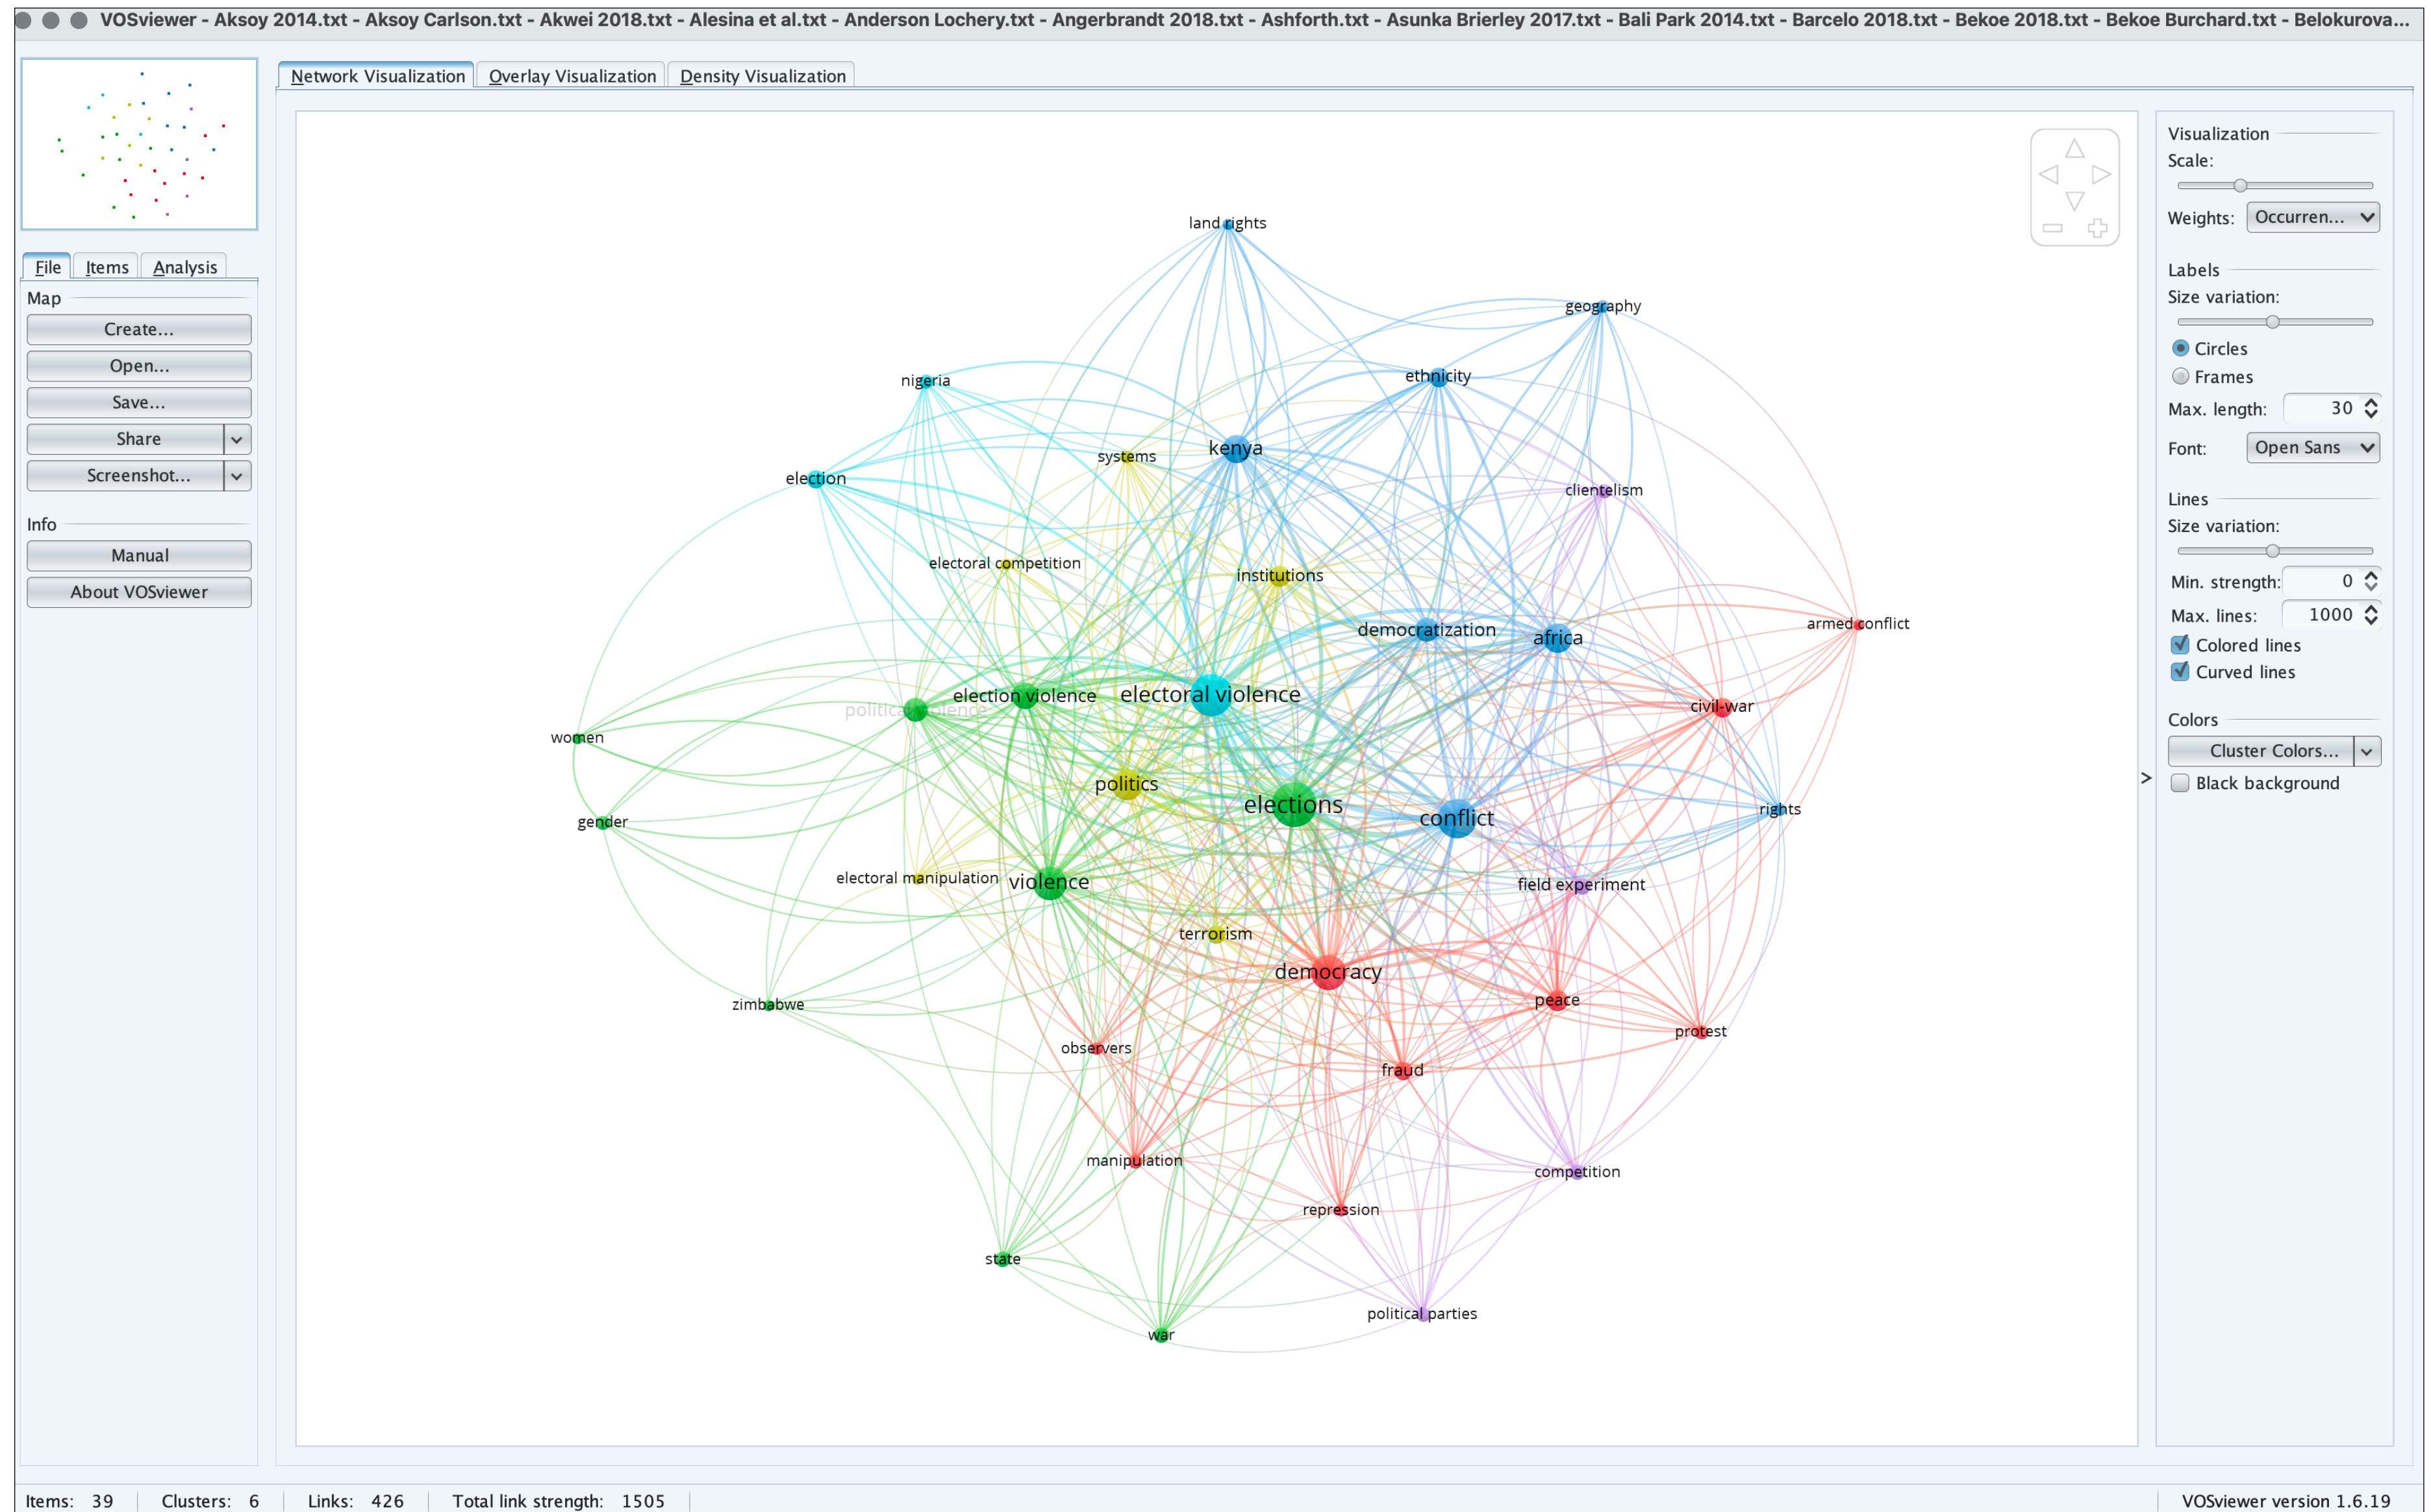 VOSviewer - Aksoy 2014.txt - Aksoy Carlson.txt - Akwei 2018.txt - Alesina et al.txt - Anderson Lochery.txt - Angerbrandt 2018.txt - Ashforth.txt - Asunka Brierley 2017.txt - Bali Park 2014.txt - Barcelo 2018.txt - Bekoe 2018.txt - Bekoe Burchard.txt - Belokurova...
Network Visualization
Overlay Visualization
Density Visualization
File
Items
Analysis
Map
Create...
Open...
Save...
Share
Screenshot...
Info
Manual
About VOSviewer
land rights
geography
nigeria
ethnicity
kenya
systems
election
clientelism
electoral competition
institutions
armed conflict
democratization
africa
election violence
electoral violence
civil-war
political violence
women
politics
elections
rights
conflict
gender
electoral manipulation
violence
field experiment
terrorism
democracy
peace
zimbabwe
protest
observers
fraud
manipulation
competition
repression
state
political parties
war
Visualization
Scale:
Weights:
Occurren...
Labels
Size variation:
Circles
Frames
Max. length:
30
Font:
Open Sans
Lines
Size variation:
Min. strength:
0
Max. lines:
1000
Colored lines
Curved lines
Colors
Cluster Colors...
>
Black background
Items: 39
Clusters: 6
Links: 426
Total link strength: 1505
VOSviewer version 1.6.19